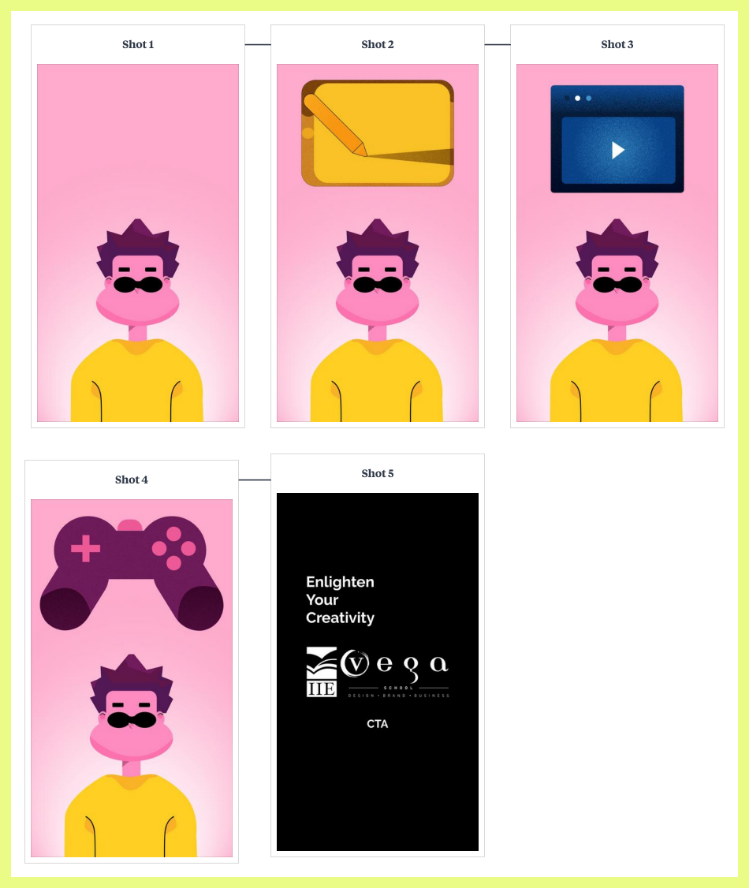 Shot 1
Shot 2
Shot 3
Shot 4
Shot 5
Enlighten
Your
Creativity
IIE
vega
SCHOOL
DESIGN • BRAND • BUSINESS
CTA